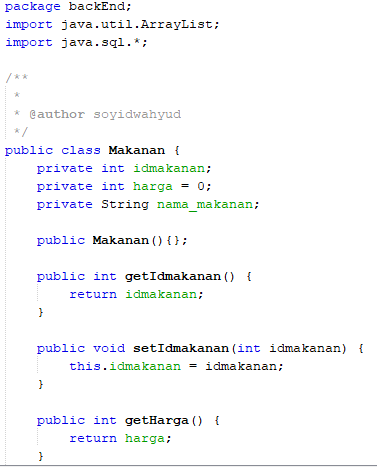 package backEnd;
import java.util.ArrayList;
import java.sql.*;
/**
 *
 * @author soyidwahyud
 */
public class Makanan {
    private int idmakanan;
    private int harga = 0;
    private String nama_makanan;
    public Makanan(){};
    public int getIdmakanan() {
        return idmakanan;
    }
    public void setIdmakanan(int idmakanan) {
        this.idmakanan = idmakanan;
    }
    public int getHarga() {
        return harga;
    }